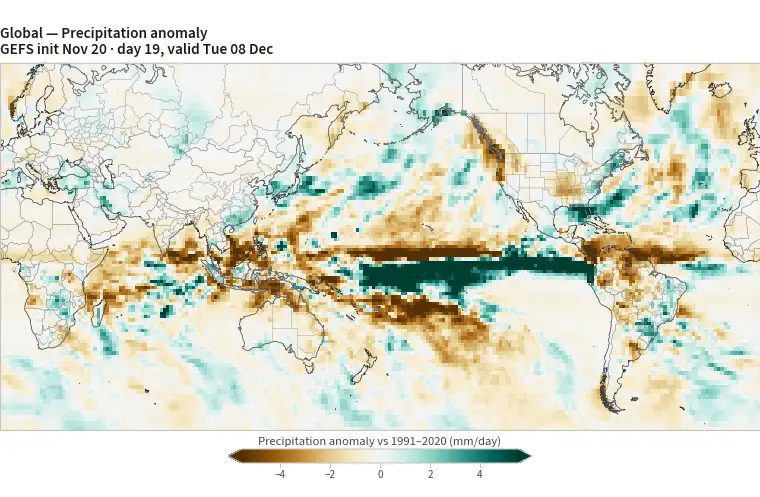 Global — Precipitation anomaly
GEFS init Nov 20 · day 19, valid Tue 08 Dec
Precipitation anomaly vs 1991–2020 (mm/day)
−4 −2 0 2 4